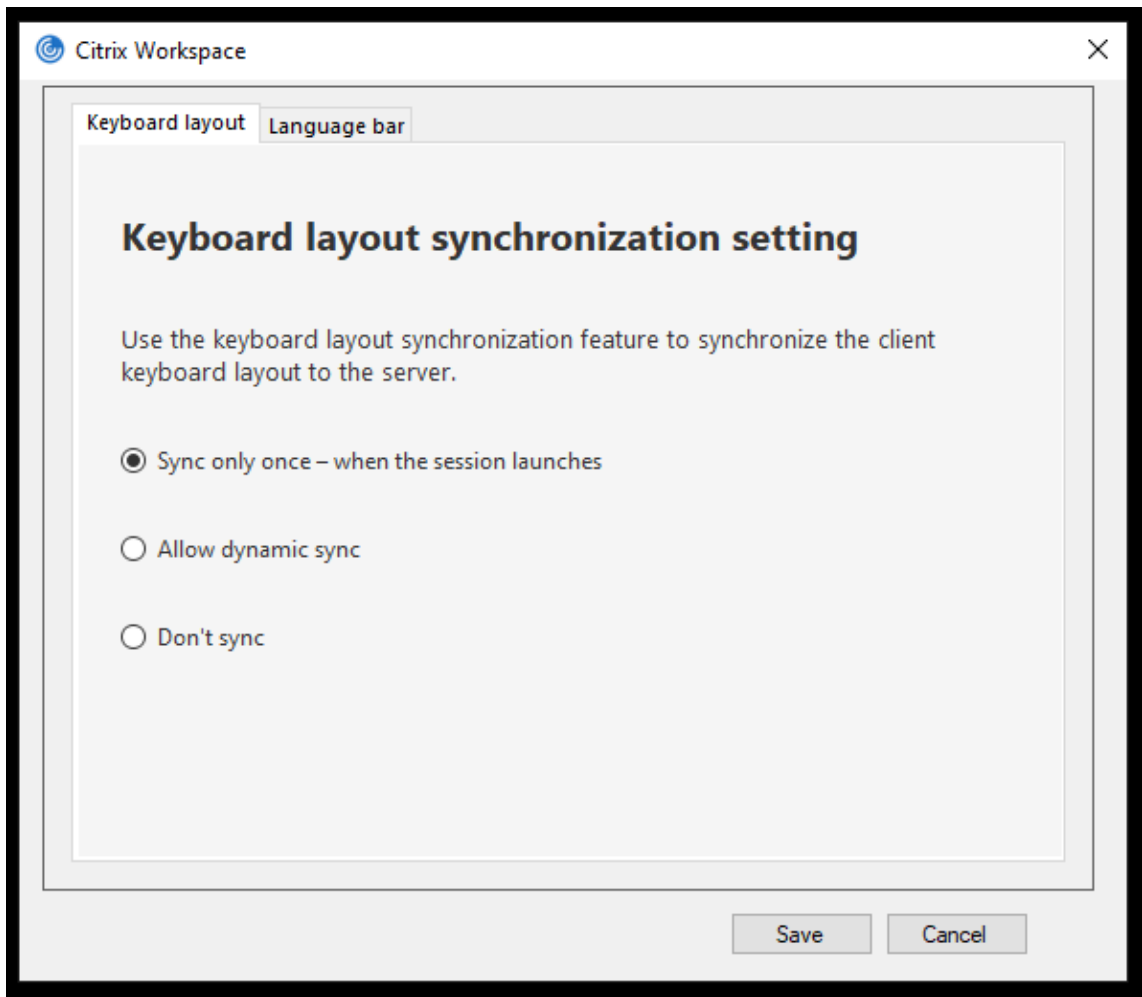 Citrix Workspace
Keyboard layout
Language bar
Keyboard layout synchronization setting
Use the keyboard layout synchronization feature to synchronize the client
keyboard layout to the server.
Sync only once – when the session launches
Allow dynamic sync
Don't sync
Save
Cancel